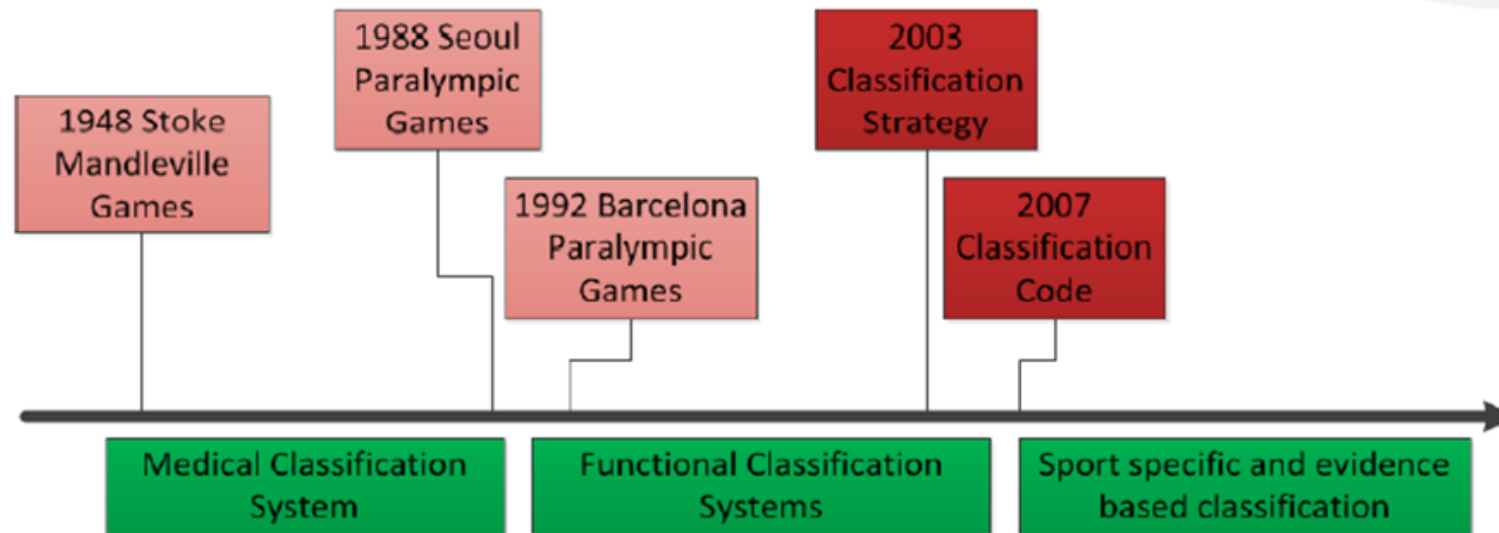 1948 Stoke
Mandleville
Games
1988 Seoul
Paralympic
Games
1992 Barcelona
Paralympic
Games
2003
Classification
Strategy
2007
Classification
Code
Medical Classification
System
Functional Classification
Systems
Sport specific and evidence
based classification